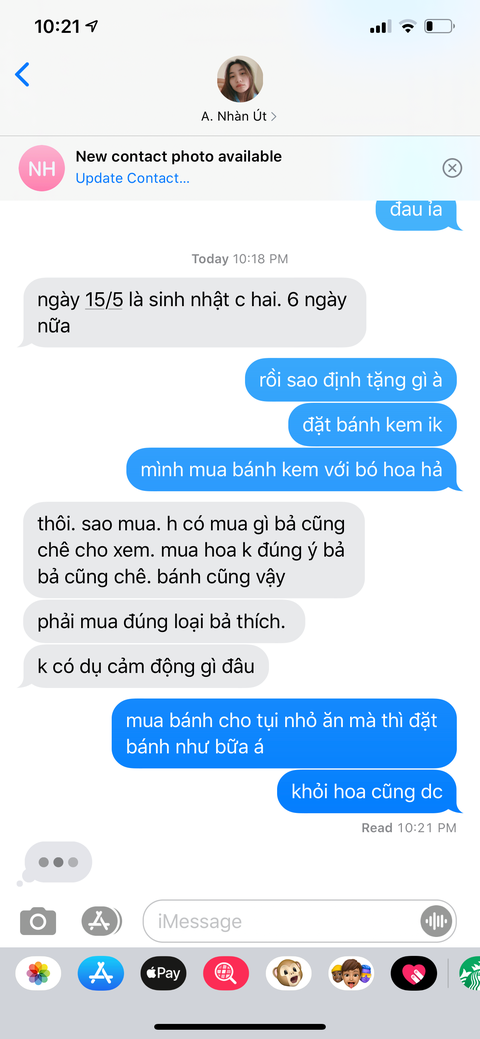 10:21
A. Nhàn Út
NH
New contact photo available
Update Contact...
đau ỉa
Today 10:18 PM
ngày 15/5 là sinh nhật c hai. 6 ngày
nữa
rồi sao định tặng gì à
đặt bánh kem ik
mình mua bánh kem với bó hoa hả
thôi. sao mua. h có mua gì bả cũng
chê cho xem. mua hoa k đúng ý bả
bả cũng chê. bánh cũng vậy
phải mua đúng loại bả thích.
k có dụ cảm động gì đâu
mua bánh cho tụi nhỏ ăn mà thì đặt
bánh như bữa á
khỏi hoa cũng dc
Read 10:21 PM
iMessage
Pay